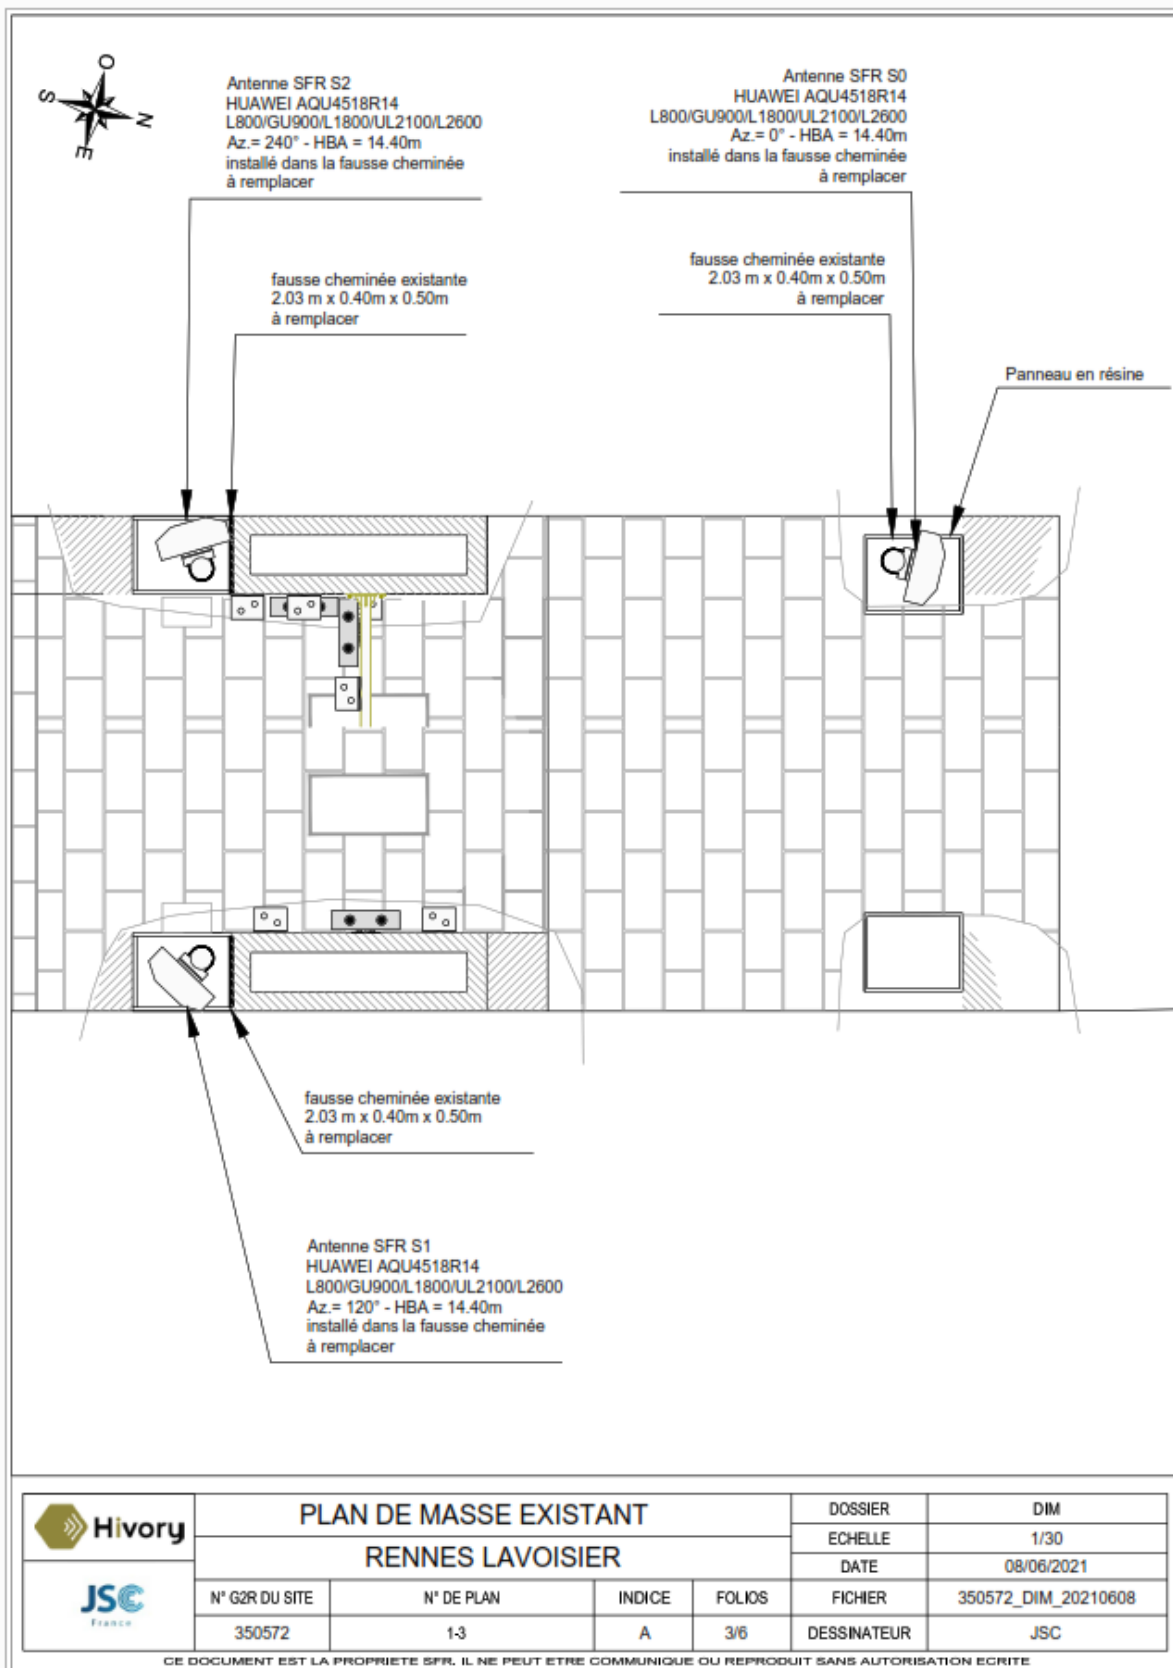 O
S
N
E
Antenne SFR S2
HUAWEI AQU4518R14
L800/GU900/L1800/UL2100/L2600
Az.= 240° - HBA = 14.40m
installé dans la fausse cheminée
à remplacer
Antenne SFR S0
HUAWEI AQU4518R14
L800/GU900/L1800/UL2100/L2600
Az.= 0° - HBA = 14.40m
installé dans la fausse cheminée
à remplacer
fausse cheminée existante
2.03 m x 0.40m x 0.50m
à remplacer
fausse cheminée existante
2.03 m x 0.40m x 0.50m
à remplacer
Panneau en résine
fausse cheminée existante
2.03 m x 0.40m x 0.50m
à remplacer
Antenne SFR S1
HUAWEI AQU4518R14
L800/GU900/L1800/UL2100/L2600
Az.= 120° - HBA = 14.40m
installé dans la fausse cheminée
à remplacer
Hivory
JSC
France
PLAN DE MASSE EXISTANT
RENNES LAVOISIER
DOSSIER DIM
ECHELLE 1/30
DATE 08/06/2021
N° G2R DU SITE N° DE PLAN INDICE FOLIOS FICHIER 350572_DIM_20210608
350572 1-3 A 3/6 DESSINATEUR JSC
CE DOCUMENT EST LA PROPRIETE SFR. IL NE PEUT ETRE COMMUNIQUE OU REPRODUIT SANS AUTORISATION ECRITE